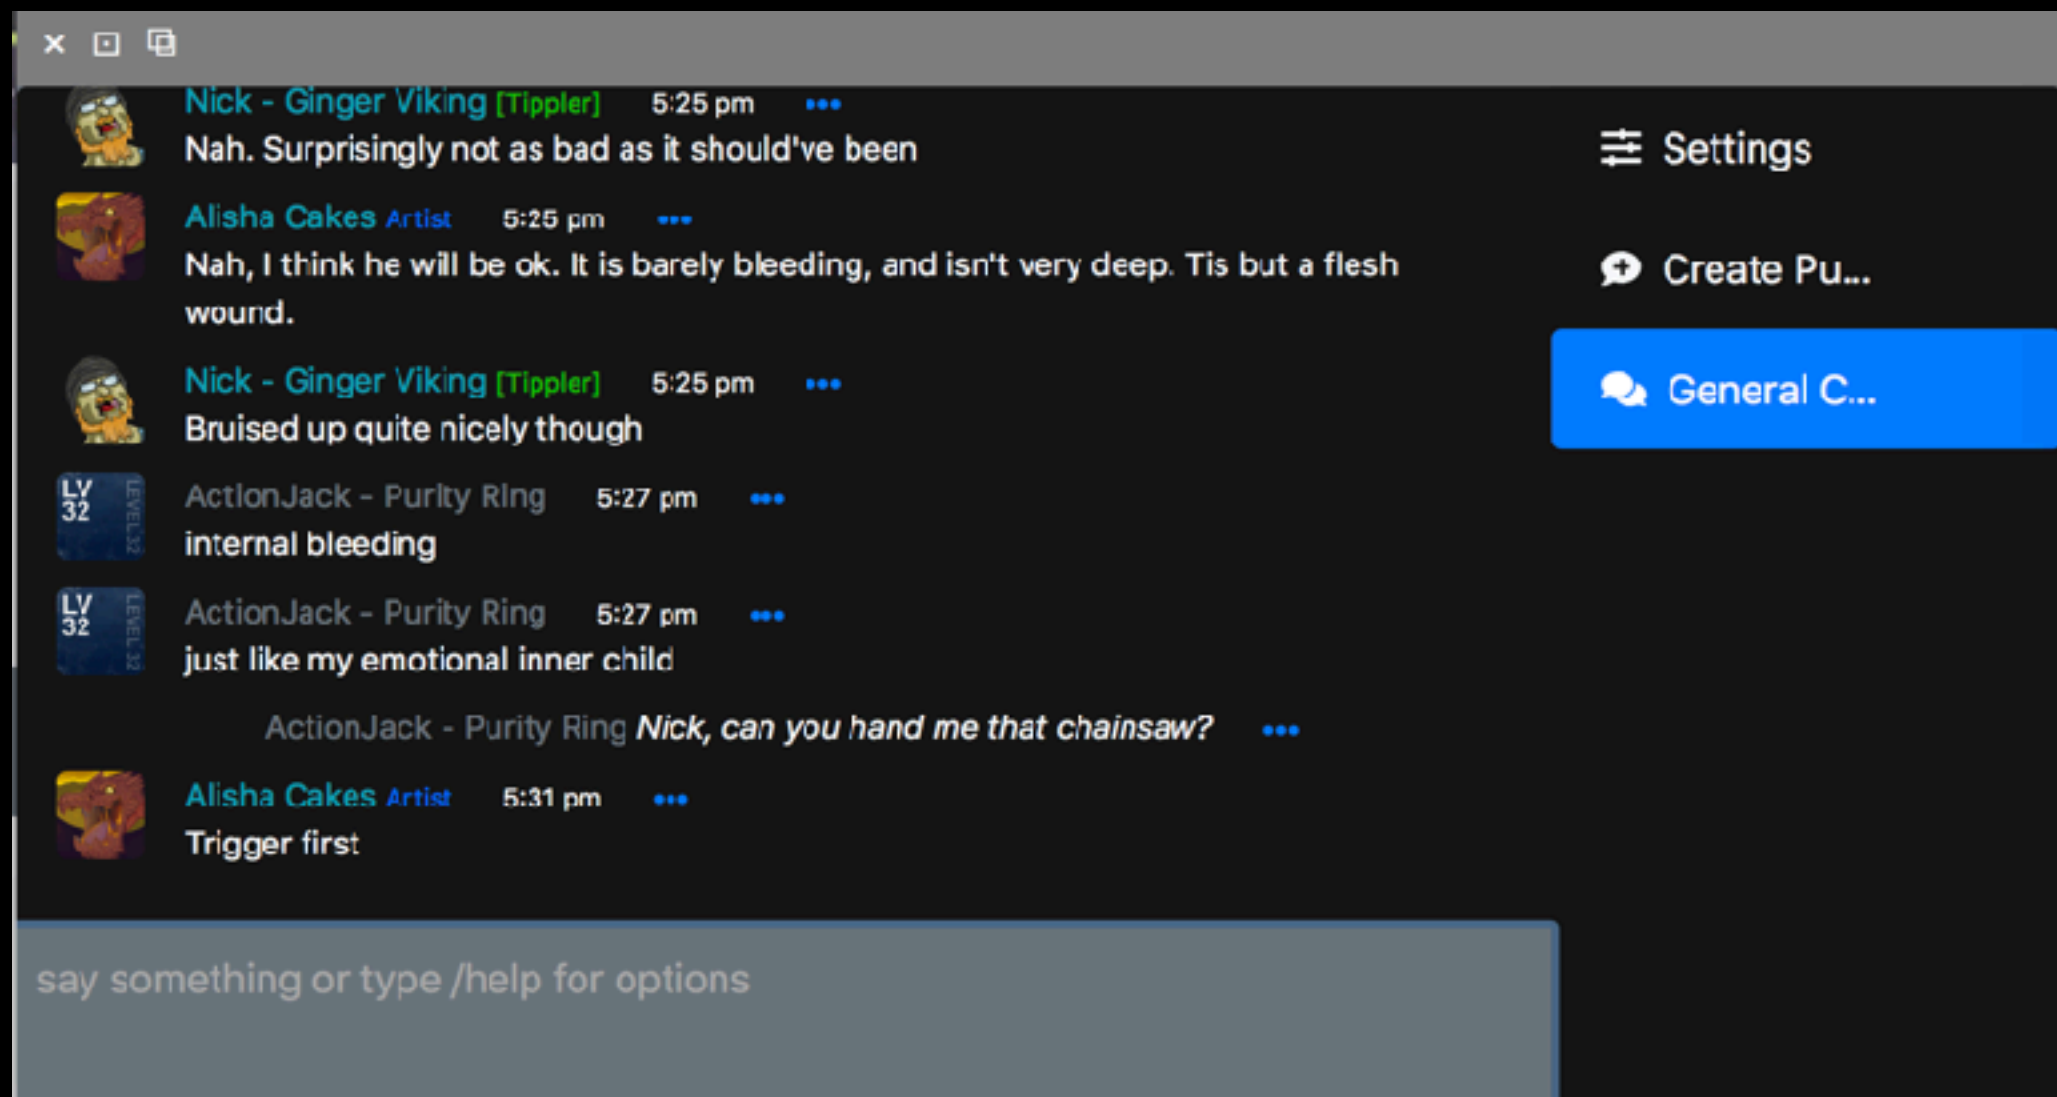 Nick - Ginger Viking [Tippler] 5:25 pm •••
Nah. Surprisingly not as bad as it should've been
Alisha Cakes Artist 5:25 pm •••
Nah, I think he will be ok. It is barely bleeding, and isn't very deep. Tis but a flesh
wound.
Nick - Ginger Viking [Tippler] 5:25 pm •••
Bruised up quite nicely though
LV
32
LEVEL 32
ActionJack - Purity Ring 5:27 pm •••
internal bleeding
LV
32
LEVEL 32
ActionJack - Purity Ring 5:27 pm •••
just like my emotional inner child
ActionJack - Purity Ring Nick, can you hand me that chainsaw? •••
Alisha Cakes Artist 5:31 pm •••
Trigger first
say something or type /help for options
Settings
Create Pu...
General C...